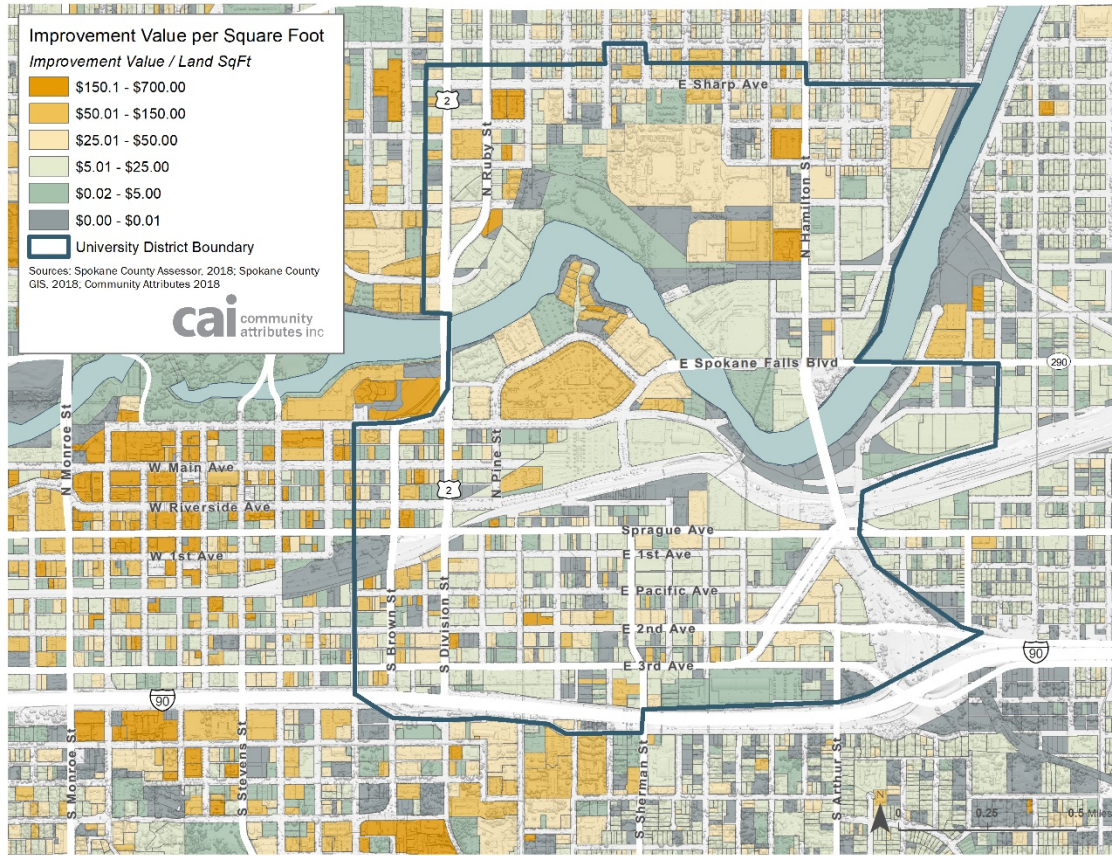 Improvement Value per Square Foot
Improvement Value / Land SqFt
$150.1 - $700.00
$50.01 - $150.00
$25.01 - $50.00
$5.01 - $25.00
$0.02 - $5.00
$0.00 - $0.01
University District Boundary
Sources: Spokane County Assessor, 2018; Spokane County
GIS, 2018; Community Attributes 2018
cai community
attributes inc
2
E Sharp Ave
N Ruby St
N Hamilton St
E Spokane Falls Blvd
290
N Monroe St
W Main Ave
N Pine St
2
W Riverside Ave
Sprague Ave
W 1st Ave
E 1st Ave
E Pacific Ave
S Brown St
S Division St
E 2nd Ave
E 3rd Ave
90
90
S Monroe St
S Stevens St
S Sherman St
S Arthur St
N
0 0.25 0.5 Miles